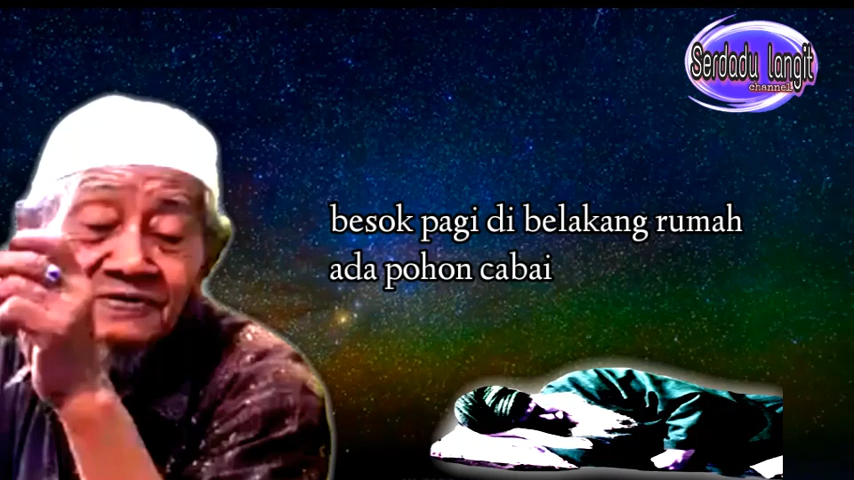 Serdadu langit
channel
besok pagi di belakang rumah
ada pohon cabai